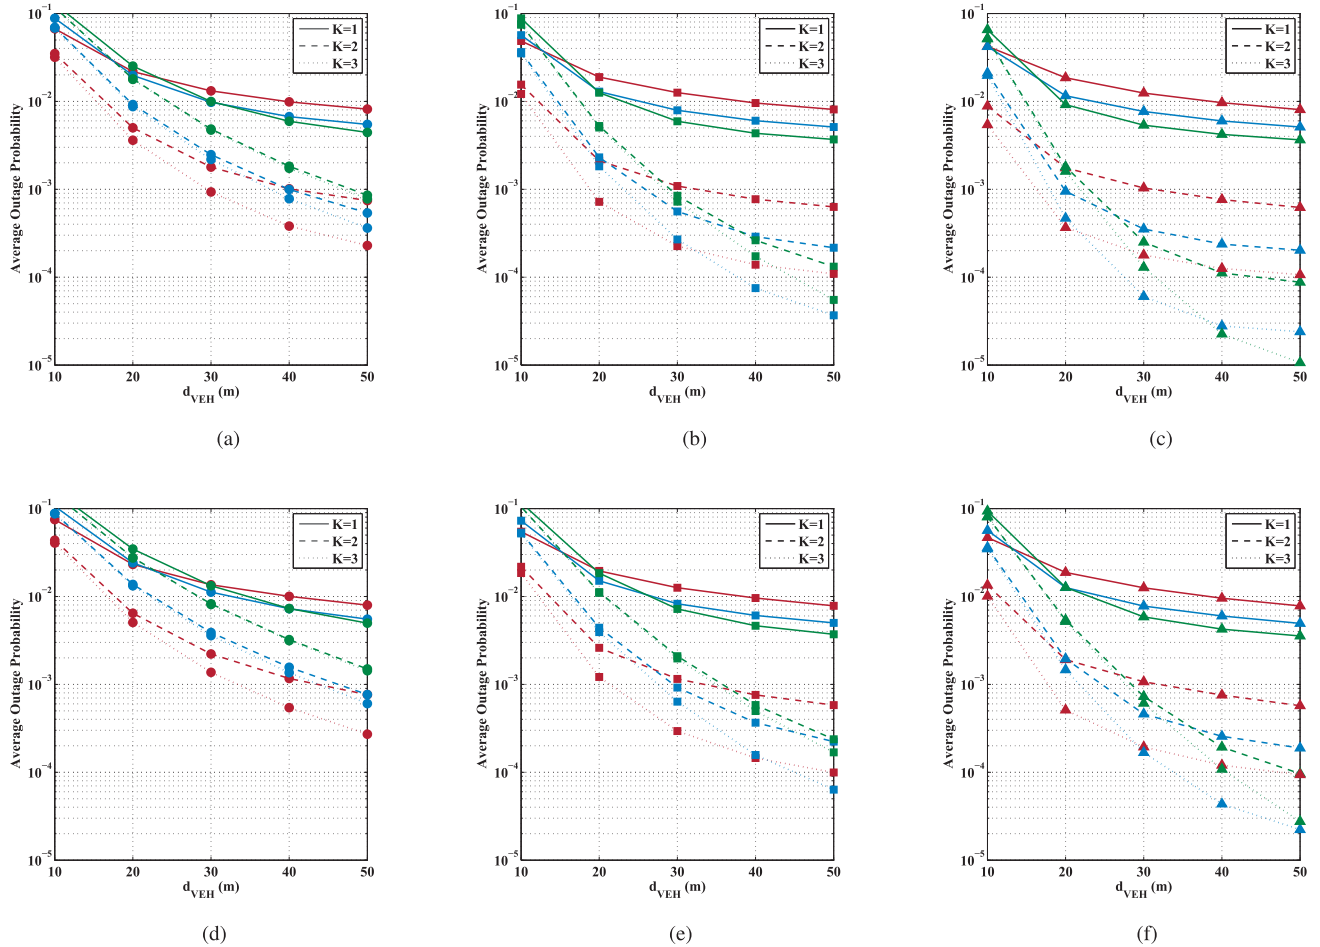 10⁻¹
10⁻²
10⁻³
10⁻⁴
10⁻⁵
Average Outage Probability
K=1
K=2
K=3
10 20 30 40 50
d_VEH (m)
(a)
10⁻¹
10⁻²
10⁻³
10⁻⁴
10⁻⁵
Average Outage Probability
K=1
K=2
K=3
10 20 30 40 50
d_VEH (m)
(b)
10⁻¹
10⁻²
10⁻³
10⁻⁴
10⁻⁵
Average Outage Probability
K=1
K=2
K=3
10 20 30 40 50
d_VEH (m)
(c)
10⁻¹
10⁻²
10⁻³
10⁻⁴
10⁻⁵
Average Outage Probability
K=1
K=2
K=3
10 20 30 40 50
d_VEH (m)
(d)
10⁻¹
10⁻²
10⁻³
10⁻⁴
10⁻⁵
Average Outage Probability
K=1
K=2
K=3
10 20 30 40 50
d_VEH (m)
(e)
10⁻¹
10⁻²
10⁻³
10⁻⁴
10⁻⁵
Average Outage Probability
K=1
K=2
K=3
10 20 30 40 50
d_VEH (m)
(f)